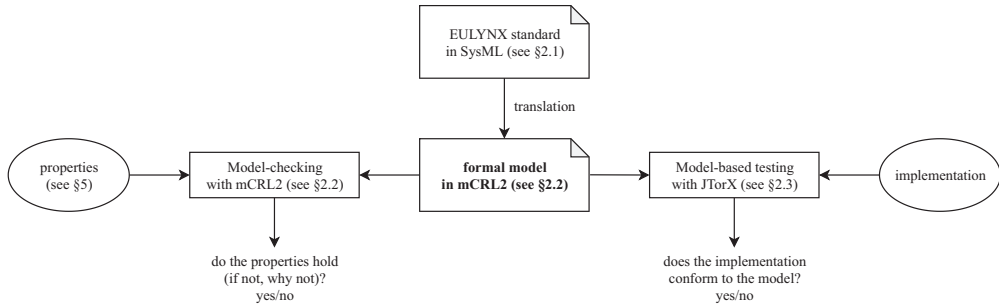 EULYNX standard
in SysML (see §2.1)
translation
properties
(see §5)
Model-checking
with mCRL2 (see §2.2)
formal model
in mCRL2 (see §2.2)
Model-based testing
with JTorX (see §2.3)
implementation
do the properties hold
(if not, why not)?
yes/no
does the implementation
conform to the model?
yes/no